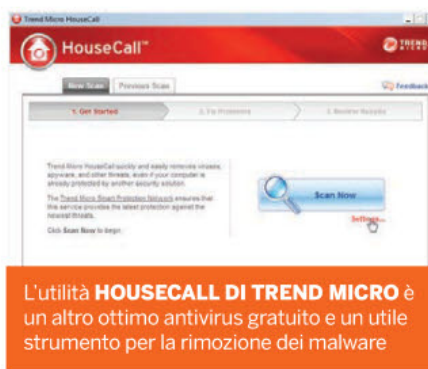 Trend Micro HouseCall
HouseCall™
TREND
MICRO
New Scan Previous Scan
Feedback
1. Get Started 2. Fix Problems 3. Review Results
Trend Micro HouseCall quickly and easily removes viruses,
spyware, and other threats, even if your computer is
already protected by another security solution.
The Trend Micro Smart Protection Network ensures that
this service provides the latest protection against the
newest threats.
Click Scan Now to begin.
Scan Now
Settings...
L'utilità HOUSECALL DI TREND MICRO è
un altro ottimo antivirus gratuito e un utile
strumento per la rimozione dei malware